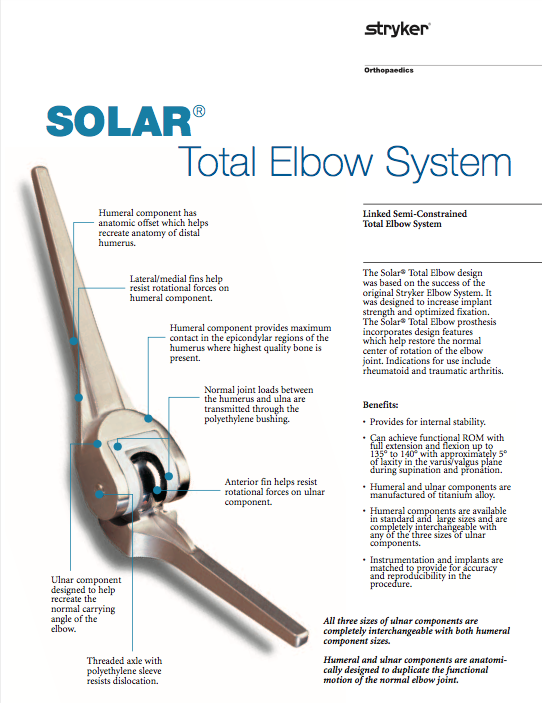 stryker®
Orthopaedics
SOLAR®
Total Elbow System
Humeral component has
anatomic offset which helps
recreate anatomy of distal
humerus.
Lateral/medial fins help
resist rotational forces on
humeral component.
Humeral component provides maximum
contact in the epicondylar regions of the
humerus where highest quality bone is
present.
Normal joint loads between
the humerus and ulna are
transmitted through the
polyethylene bushing.
Anterior fin helps resist
rotational forces on ulnar
component.
Ulnar component
designed to help
recreate the
normal carrying
angle of the
elbow.
Threaded axle with
polyethylene sleeve
resists dislocation.
Linked Semi-Constrained
Total Elbow System
The Solar® Total Elbow design
was based on the success of the
original Stryker Elbow System. It
was designed to increase implant
strength and optimized fixation.
The Solar® Total Elbow prosthesis
incorporates design features
which help restore the normal
center of rotation of the elbow
joint. Indications for use include
rheumatoid and traumatic arthritis.
Benefits:
• Provides for internal stability.
• Can achieve functional ROM with
full extension and flexion up to
135° to 140° with approximately 5°
of laxity in the varus/valgus plane
during supination and pronation.
• Humeral and ulnar components are
manufactured of titanium alloy.
• Humeral components are available
in standard and large sizes and are
completely interchangeable with
any of the three sizes of ulnar
components.
• Instrumentation and implants are
matched to provide for accuracy
and reproducibility in the
procedure.
All three sizes of ulnar components are
completely interchangeable with both humeral
component sizes.
Humeral and ulnar components are anatomi-
cally designed to duplicate the functional
motion of the normal elbow joint.